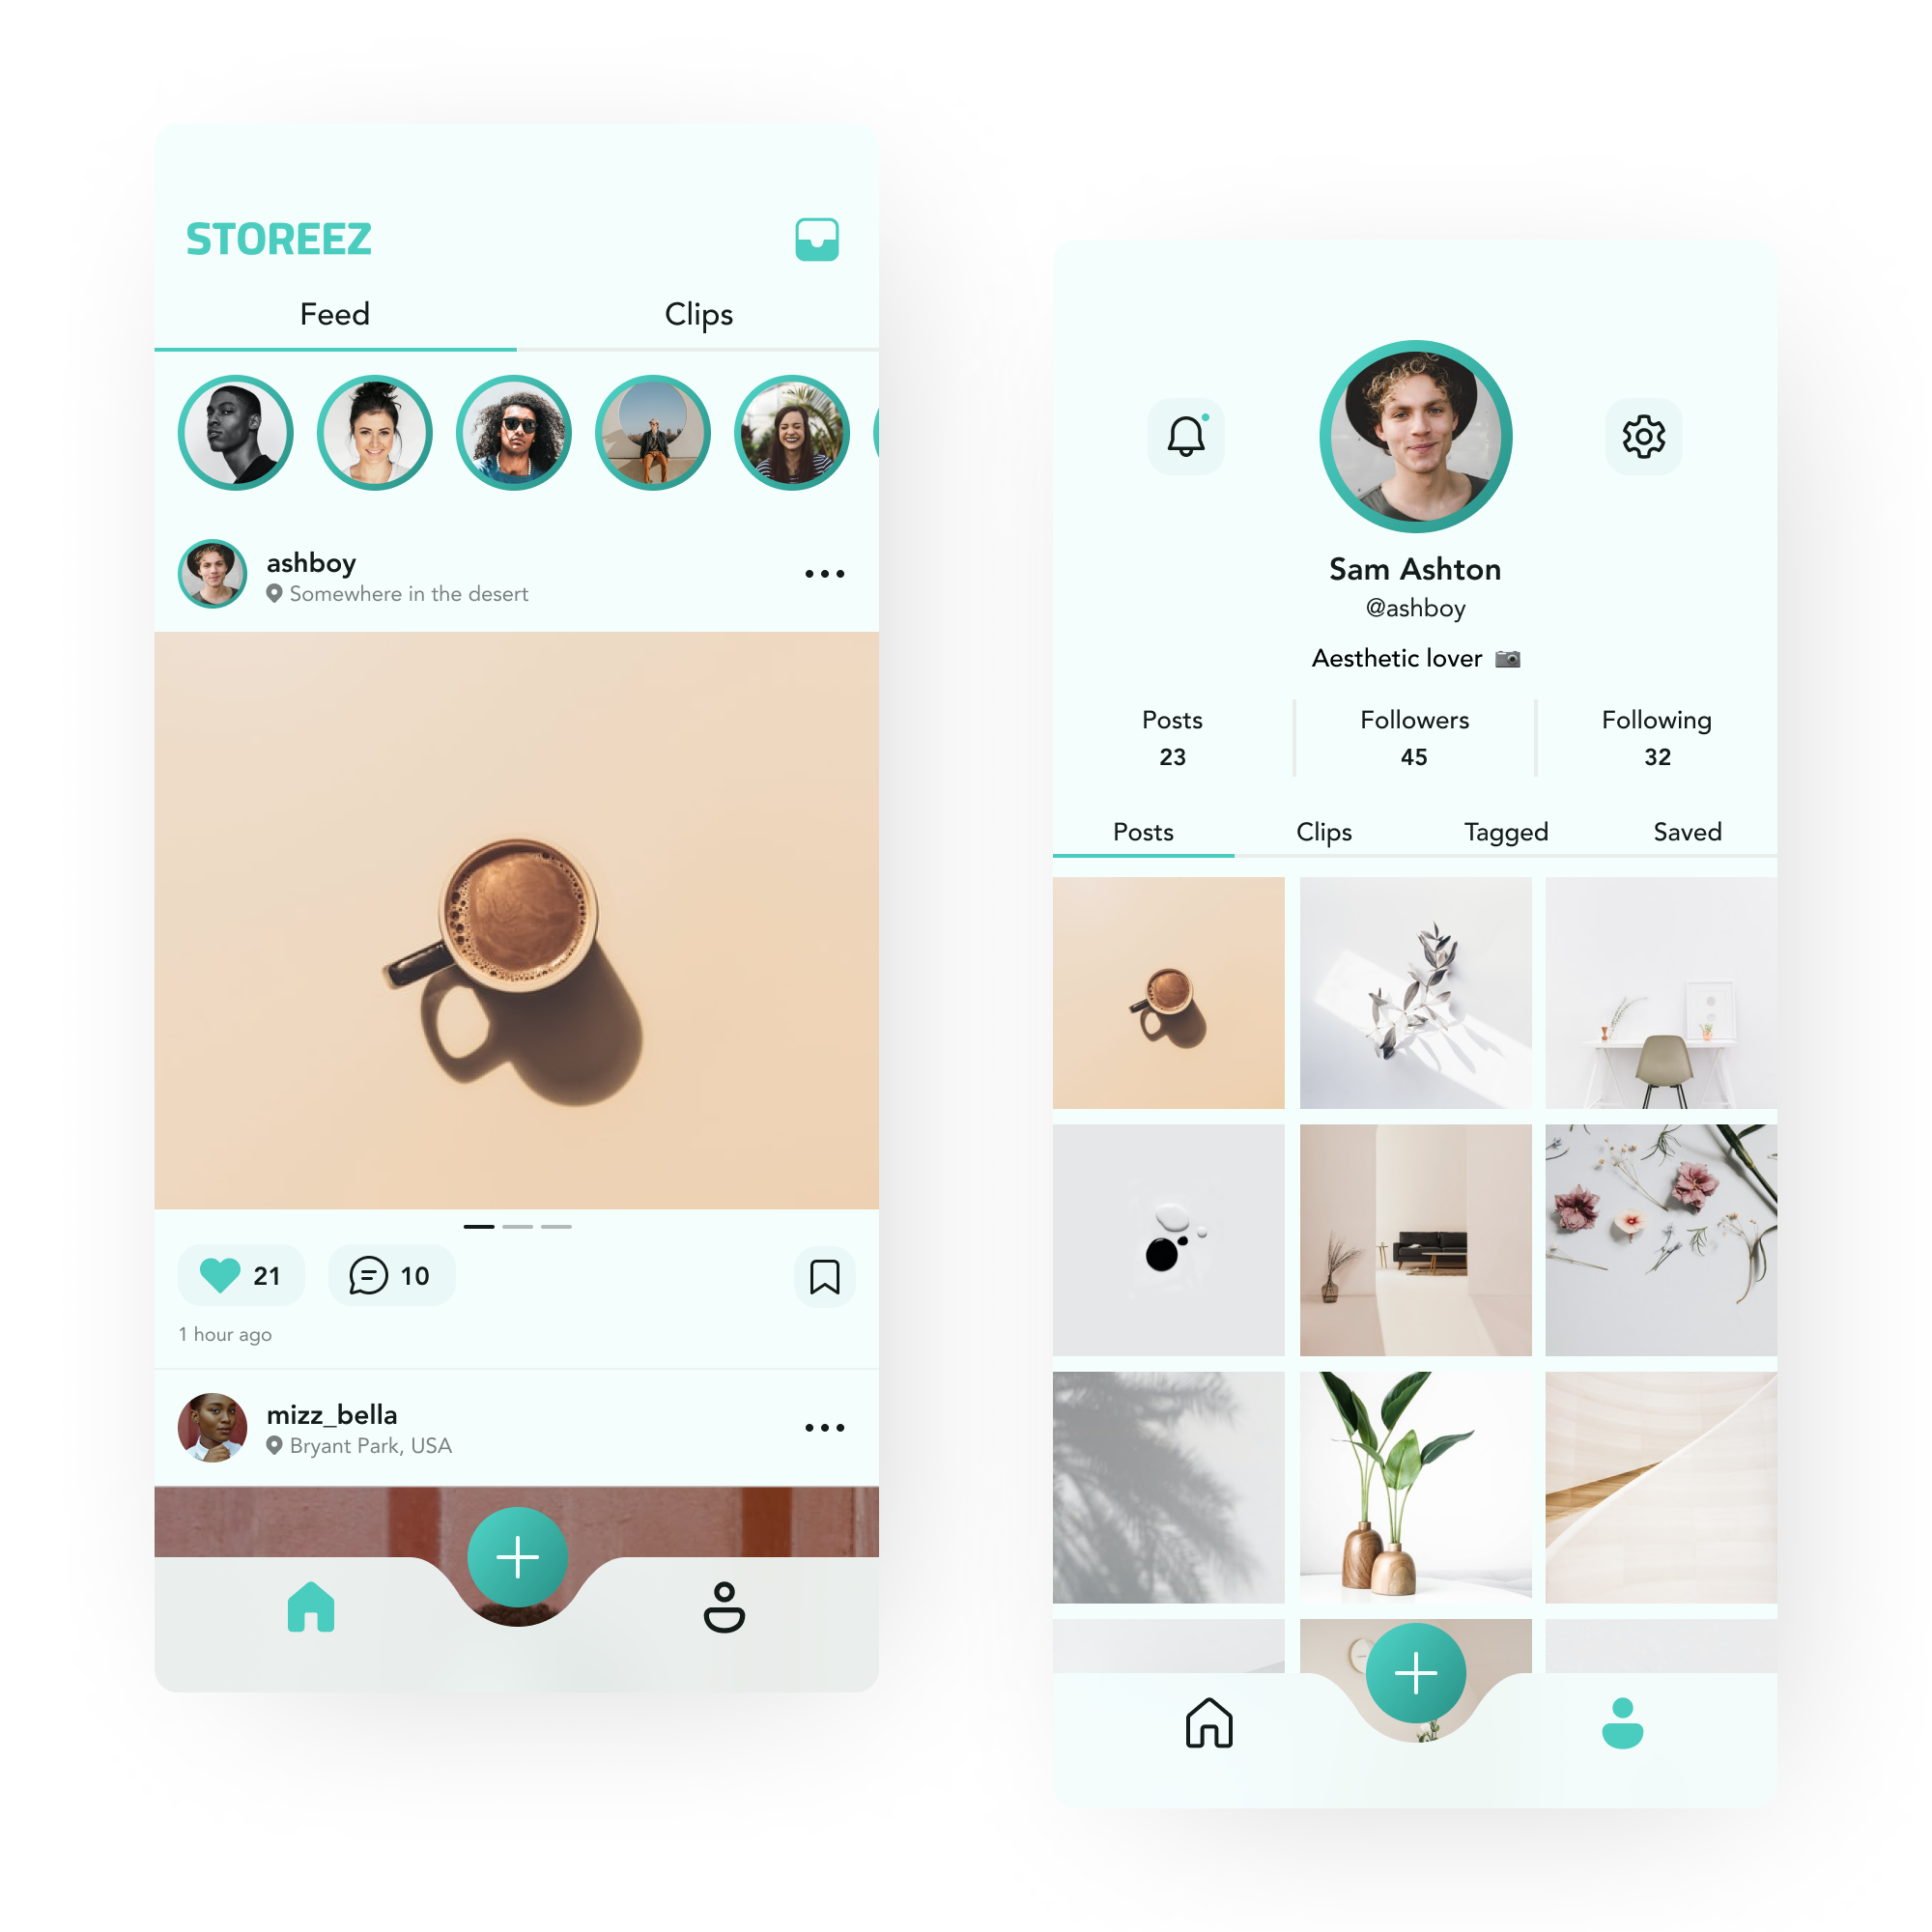 STOREEZ
Feed
Clips
ashboy
Somewhere in the desert
21
10
1 hour ago
mizz_bella
Bryant Park, USA
Sam Ashton
@ashboy
Aesthetic lover 📷
Posts
23
Followers
45
Following
32
Posts
Clips
Tagged
Saved